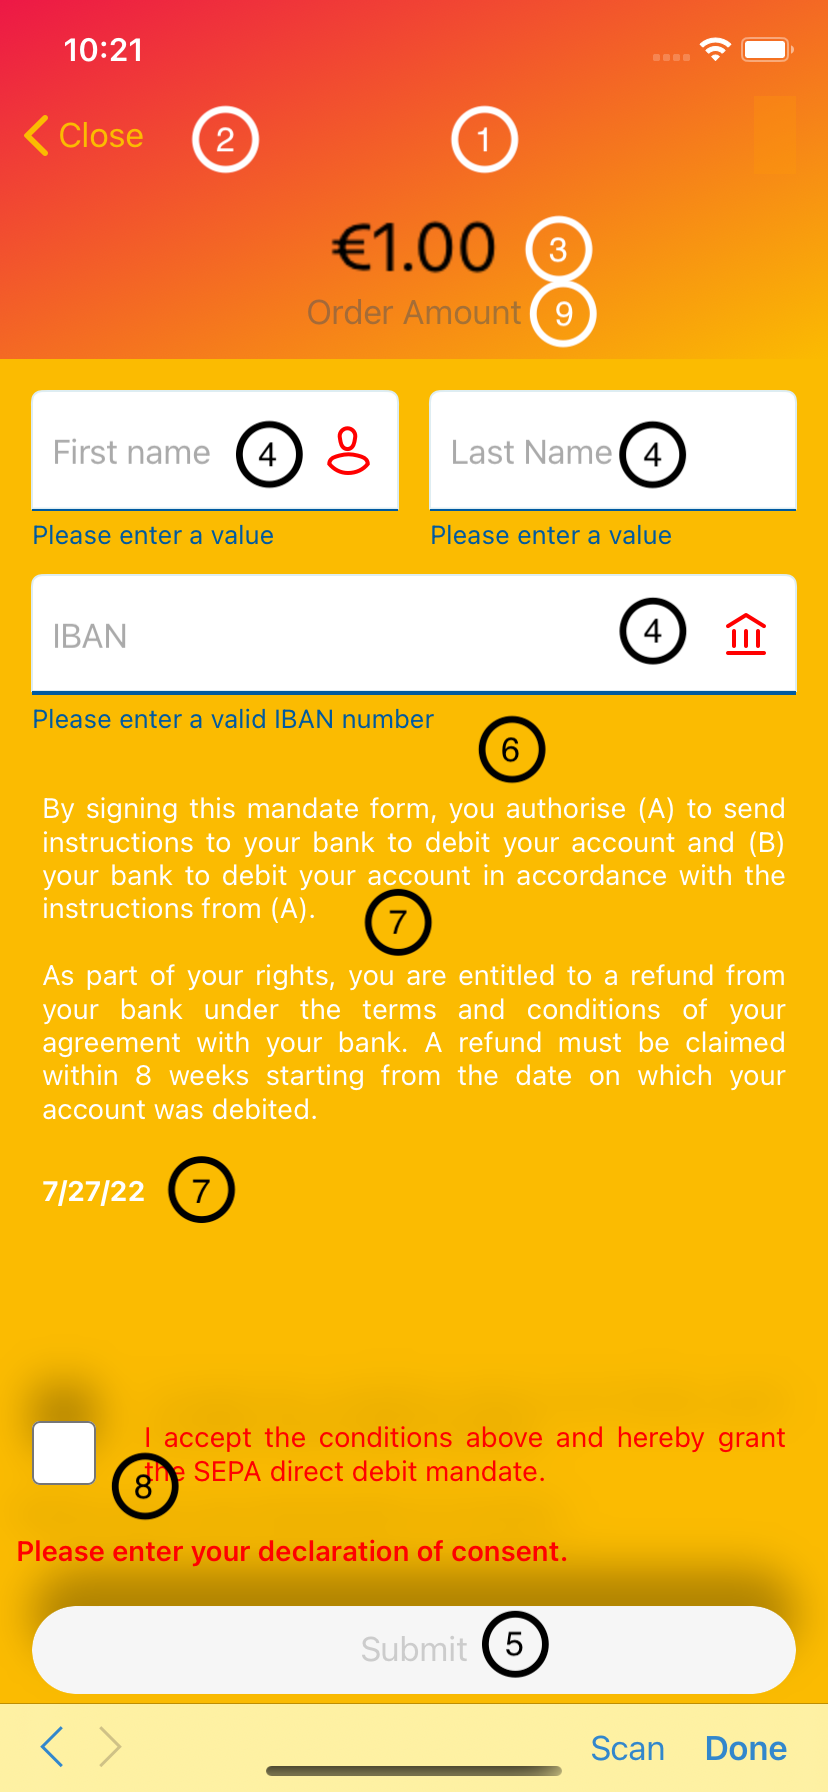 10:21
Close 2 1
€1.00 3
Order Amount 9
First name 4 Last Name 4
Please enter a value Please enter a value
IBAN 4
Please enter a valid IBAN number
6
By signing this mandate form, you authorise (A) to send
instructions to your bank to debit your account and (B)
your bank to debit your account in accordance with the
instructions from (A).
7
As part of your rights, you are entitled to a refund from
your bank under the terms and conditions of your
agreement with your bank. A refund must be claimed
within 8 weeks starting from the date on which your
account was debited.
7/27/22 7
I accept the conditions above and hereby grant
the SEPA direct debit mandate.
8
Please enter your declaration of consent.
Submit 5
Scan Done